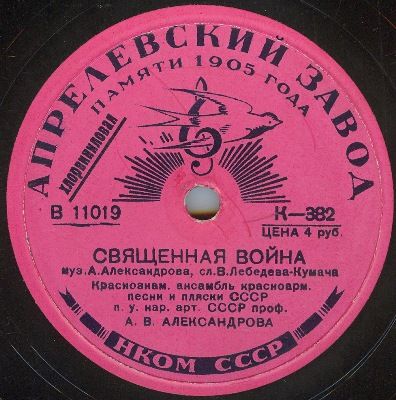 АПРЕЛЕВСКИЙ ЗАВОД
ПАМЯТИ 1905 ГОДА
хлорвиниловая
В 11019
К—382
ЦЕНА 4 руб.
СВЯЩЕННАЯ ВОЙНА
муз. А. Александрова, сл. В. Лебедева-Кумача
Краснознам. ансамбль красноарм.
песни и пляски СССР
п. у. нар. арт. СССР проф.
А. В. АЛЕКСАНДРОВА
НКОМ СССР